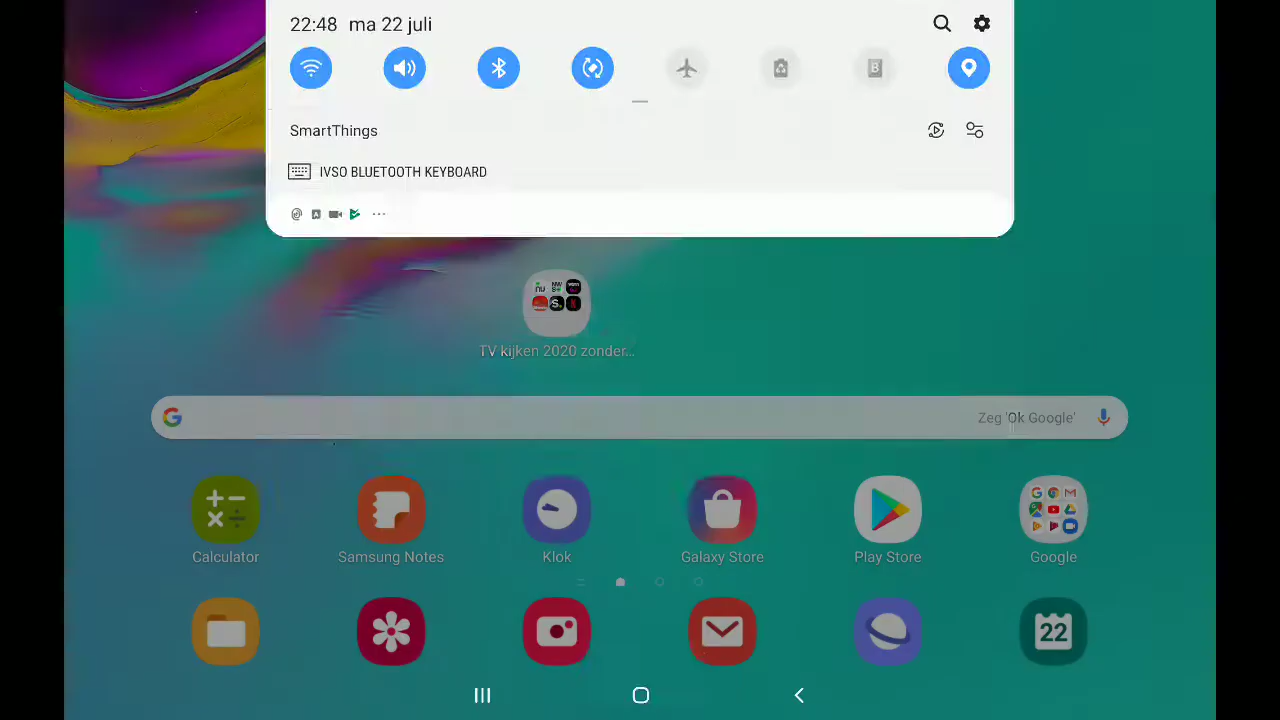 22:48 ma 22 juli
SmartThings
IVSO BLUETOOTH KEYBOARD
TV kijken 2020 zonder...
Zeg 'Ok Google'
Calculator
Samsung Notes
Klok
Galaxy Store
Play Store
Google
22